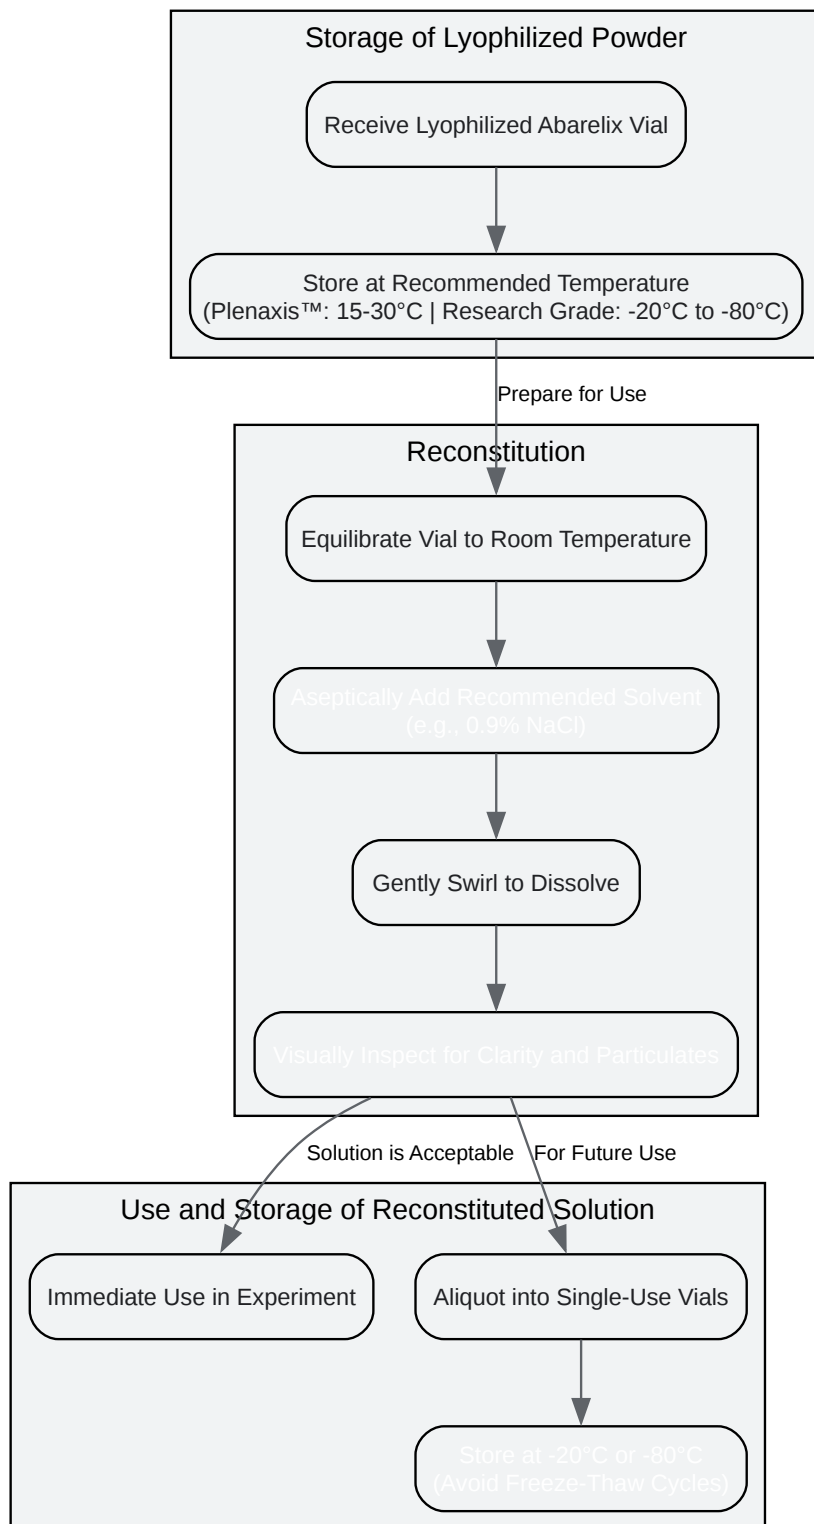 Storage of Lyophilized Powder
Receive Lyophilized Abarelix Vial
Store at Recommended Temperature
(Plenaxis™: 15-30°C | Research Grade: -20°C to -80°C)
Prepare for Use
Reconstitution
Equilibrate Vial to Room Temperature
Aseptically Add Recommended Solvent
(e.g., 0.9% NaCl)
Gently Swirl to Dissolve
Visually Inspect for Clarity and Particulates
Solution is Acceptable
For Future Use
Use and Storage of Reconstituted Solution
Immediate Use in Experiment
Aliquot into Single-Use Vials
Store at -20°C or -80°C
(Avoid Freeze-Thaw Cycles)